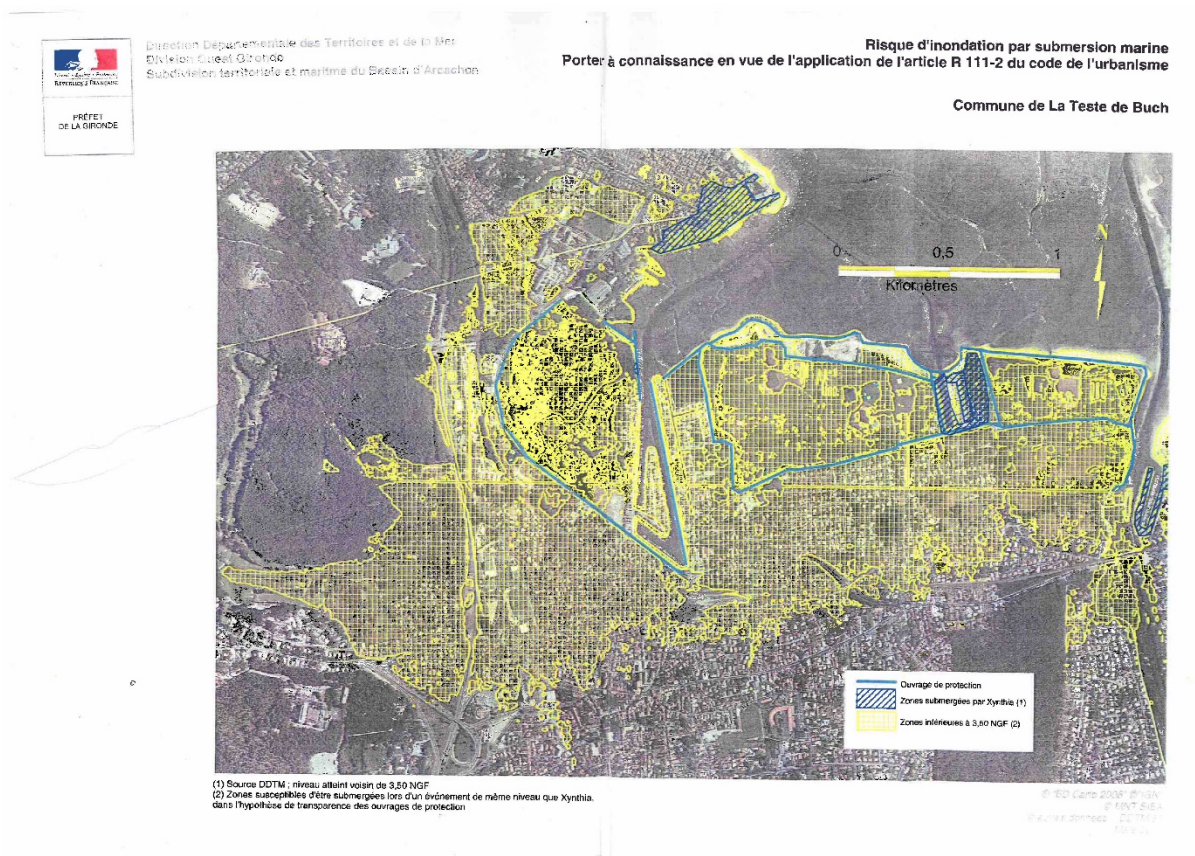 Direction Départementale des Territoires et de la Mer
Division Ouest Gironde
Subdivision territoriale et maritime du Bassin d'Arcachon
Liberté • Égalité • Fraternité
RÉPUBLIQUE FRANÇAISE
PRÉFET
DE LA GIRONDE
Risque d'inondation par submersion marine
Porter à connaissance en vue de l'application de l'article R 111-2 du code de l'urbanisme
Commune de La Teste de Buch
N
0 0,5 1
Kilomètres
Ouvrage de protection
Zones submergées par Xynthia (1)
Zones inférieures à 3,50 NGF (2)
(1) Source DDTM ; niveau atteint voisin de 3,50 NGF
(2) Zones susceptibles d'être submergées lors d'un événement de même niveau que Xynthia,
dans l'hypothèse de transparence des ouvrages de protection